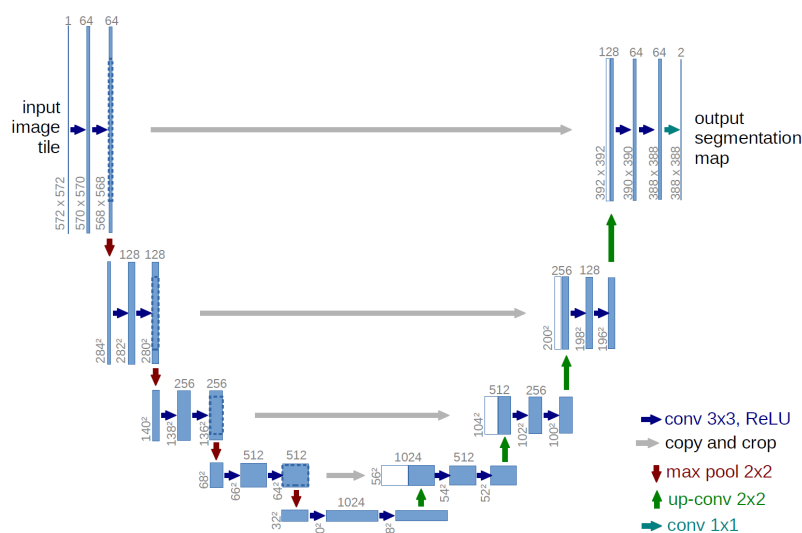 1 64 64
128 64 64 2
input
image
tile
output
segmentation
map
572 x 572
570 x 570
568 x 568
392 x 392
390 x 390
388 x 388
388 x 388
128 128
256 128
284²
282²
280²
200²
198²
196²
256 256
512 256
140²
138²
136²
104²
102²
100²
conv 3x3, ReLU
copy and crop
512 512
1024 512
68²
66²
64²
56²
54²
52²
max pool 2x2
up-conv 2x2
1024
32²
conv 1x1